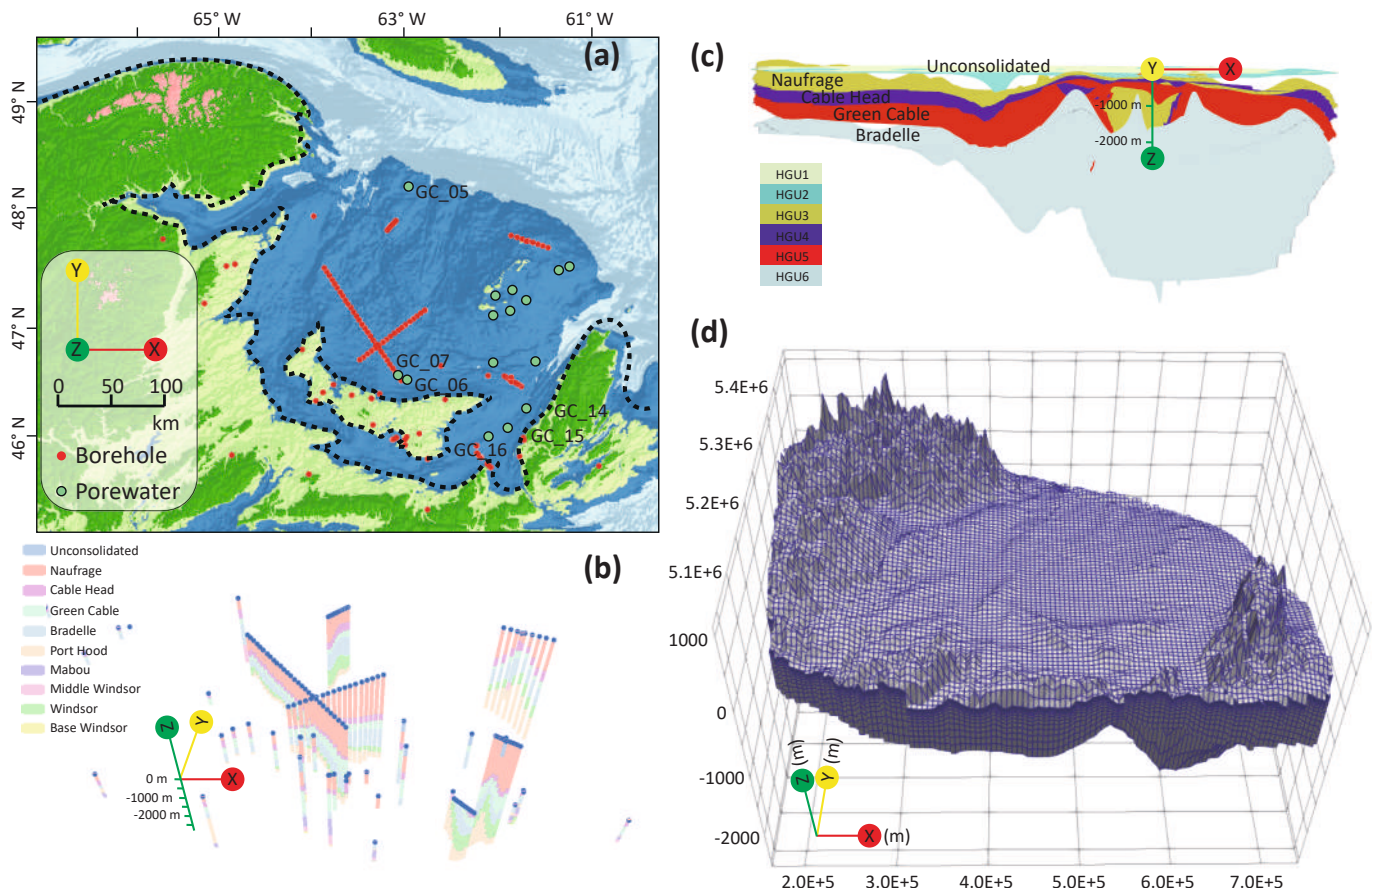 65° W
63° W
61° W
(a)
49° N
48° N
47° N
46° N
GC_05
GC_07
GC_06
GC_14
GC_15
GC_16
Y
Z
X
0 50 100
km
Borehole
Porewater
(b)
Unconsolidated
Naufrage
Cable Head
Green Cable
Bradelle
Port Hood
Mabou
Middle Windsor
Windsor
Base Windsor
Z
Y
X
0 m
-1000 m
-2000 m
(c)
Unconsolidated
Naufrage
Cable Head
Green Cable
Bradelle
Y
X
-1000 m
-2000 m
Z
HGU1
HGU2
HGU3
HGU4
HGU5
HGU6
(d)
5.4E+6
5.3E+6
5.2E+6
5.1E+6
1000
0
-1000
-2000
Z (m)
Y (m)
X (m)
2.0E+5
3.0E+5
4.0E+5
5.0E+5
6.0E+5
7.0E+5